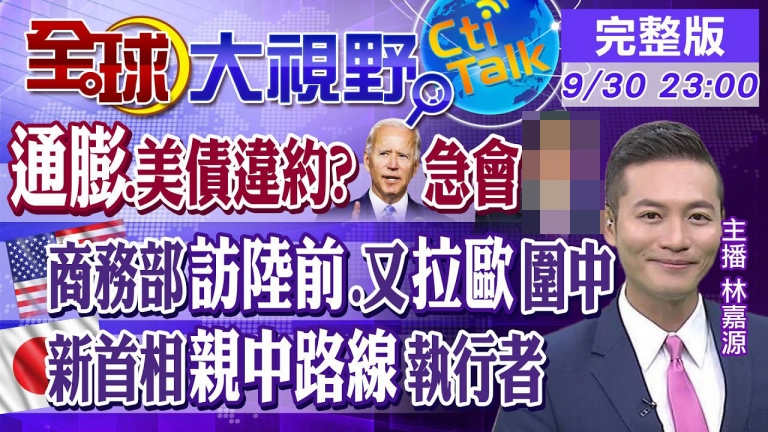 全球大視野
Cti Talk
完整版
9/30 23:00
通膨.美債違約? 急會
商務部訪陸前.又拉歐圍中
新首相親中路線執行者
主播 林嘉源